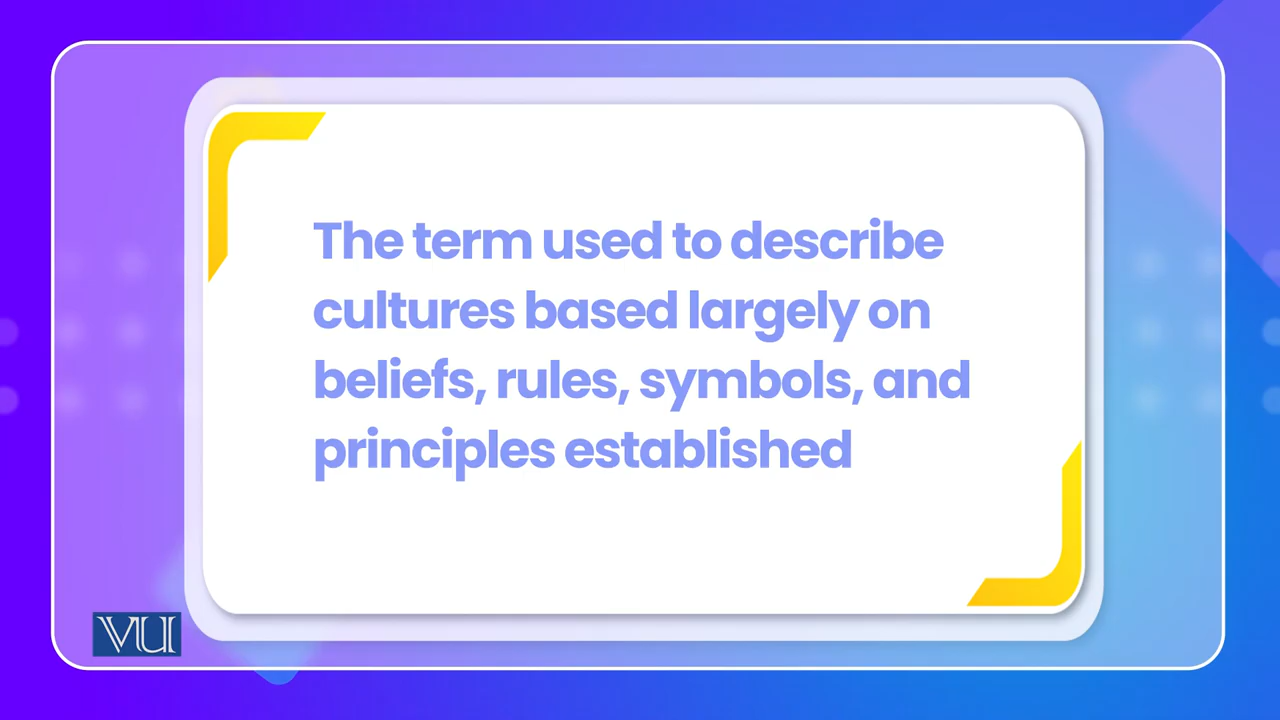 The term used to describe
cultures based largely on
beliefs, rules, symbols, and
principles established
VU